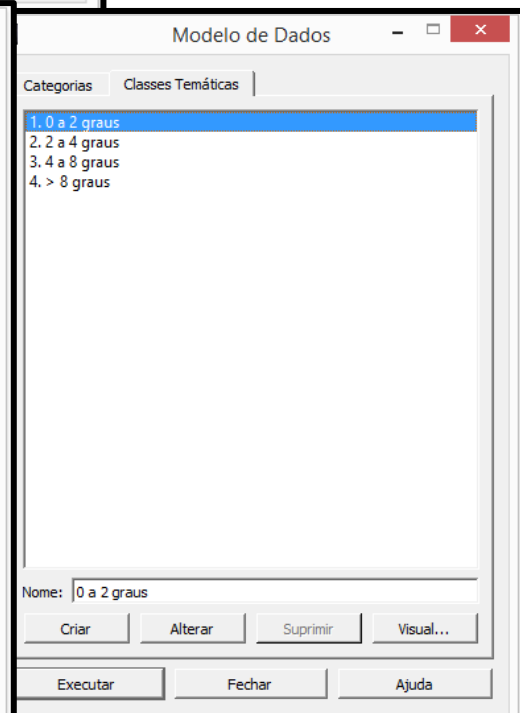 Modelo de Dados
Categorias Classes Temáticas
1. 0 a 2 graus
2. 2 a 4 graus
3. 4 a 8 graus
4. > 8 graus
Nome: 0 a 2 graus
Criar Alterar Suprimir Visual...
Executar Fechar Ajuda